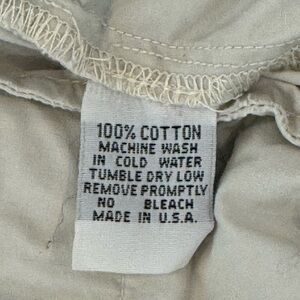 100% COTTON
MACHINE WASH
IN COLD WATER
TUMBLE DRY LOW
REMOVE PROMPTLY
NO BLEACH
MADE IN U.S.A.